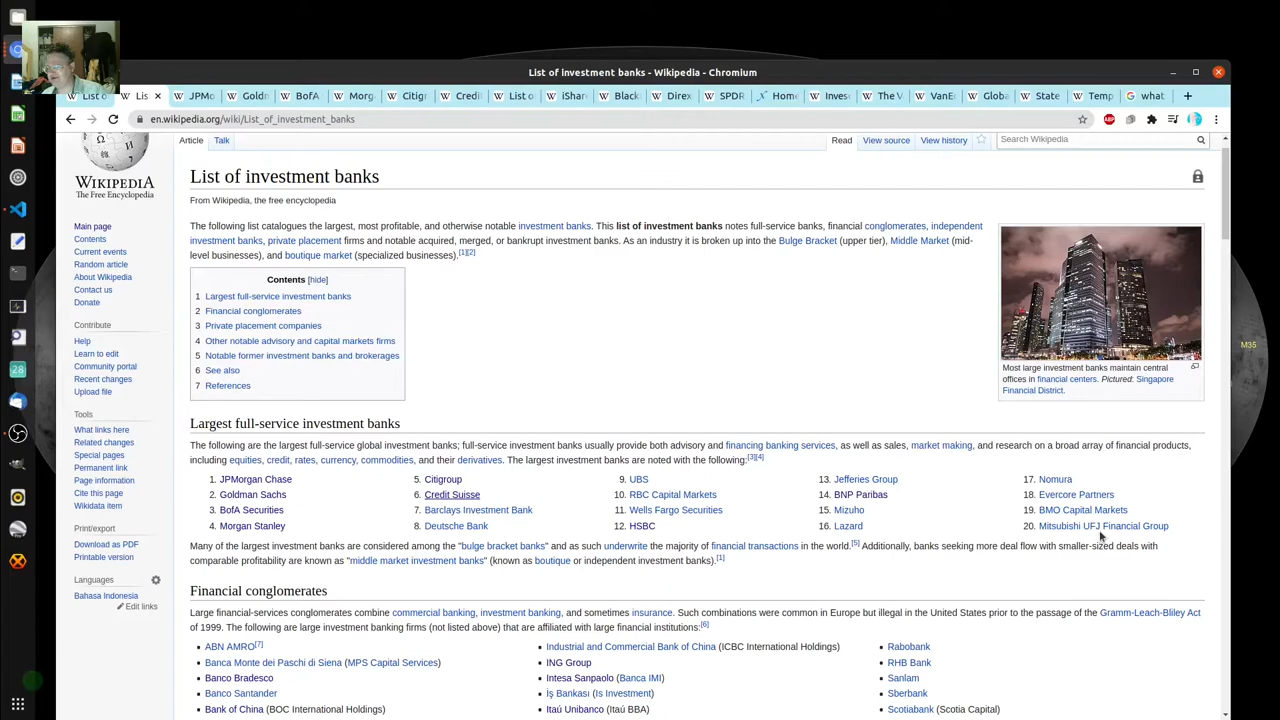 List of investment banks - Wikipedia - Chromium
List o
Lis
JPMo
Goldn
BofA
Morg
Citigr
Credi
List o
iShar
Black
Direx
SPDR
Home
Inves
The V
VanE
Globa
State
Temp
what
en.wikipedia.org/wiki/List_of_investment_banks
Article
Talk
Read
View source
View history
Search Wikipedia
WIKIPEDIA
The Free Encyclopedia
Main page
Contents
Current events
Random article
About Wikipedia
Contact us
Donate
Contribute
Help
Learn to edit
Community portal
Recent changes
Upload file
Tools
What links here
Related changes
Special pages
Permanent link
Page information
Cite this page
Wikidata item
Print/export
Download as PDF
Printable version
Languages
Bahasa Indonesia
Edit links
List of investment banks
From Wikipedia, the free encyclopedia
The following list catalogues the largest, most profitable, and otherwise notable investment banks. This list of investment banks notes full-service banks, financial conglomerates, independent
investment banks, private placement firms and notable acquired, merged, or bankrupt investment banks. As an industry it is broken up into the Bulge Bracket (upper tier), Middle Market (mid-
level businesses), and boutique market (specialized businesses).[1][2]
Contents [hide]
1 Largest full-service investment banks
2 Financial conglomerates
3 Private placement companies
4 Other notable advisory and capital markets firms
5 Notable former investment banks and brokerages
6 See also
7 References
Most large investment banks maintain central
offices in financial centers. Pictured: Singapore
Financial District.
Largest full-service investment banks
The following are the largest full-service global investment banks; full-service investment banks usually provide both advisory and financing banking services, as well as sales, market making, and research on a broad array of financial products,
including equities, credit, rates, currency, commodities, and their derivatives. The largest investment banks are noted with the following:[3][4]
1. JPMorgan Chase
2. Goldman Sachs
3. BofA Securities
4. Morgan Stanley
5. Citigroup
6. Credit Suisse
7. Barclays Investment Bank
8. Deutsche Bank
9. UBS
10. RBC Capital Markets
11. Wells Fargo Securities
12. HSBC
13. Jefferies Group
14. BNP Paribas
15. Mizuho
16. Lazard
17. Nomura
18. Evercore Partners
19. BMO Capital Markets
20. Mitsubishi UFJ Financial Group
Many of the largest investment banks are considered among the "bulge bracket banks" and as such underwrite the majority of financial transactions in the world.[5] Additionally, banks seeking more deal flow with smaller-sized deals with
comparable profitability are known as "middle market investment banks" (known as boutique or independent investment banks).[1]
Financial conglomerates
Large financial-services conglomerates combine commercial banking, investment banking, and sometimes insurance. Such combinations were common in Europe but illegal in the United States prior to the passage of the Gramm-Leach-Bliley Act
of 1999. The following are large investment banking firms (not listed above) that are affiliated with large financial institutions:[6]
ABN AMRO[7]
Banca Monte dei Paschi di Siena (MPS Capital Services)
Banco Bradesco
Banco Santander
Bank of China (BOC International Holdings)
Industrial and Commercial Bank of China (ICBC International Holdings)
ING Group
Intesa Sanpaolo (Banca IMI)
İş Bankası (Is Investment)
Itaú Unibanco (Itaú BBA)
Rabobank
RHB Bank
Sanlam
Sberbank
Scotiabank (Scotia Capital)
M35
28